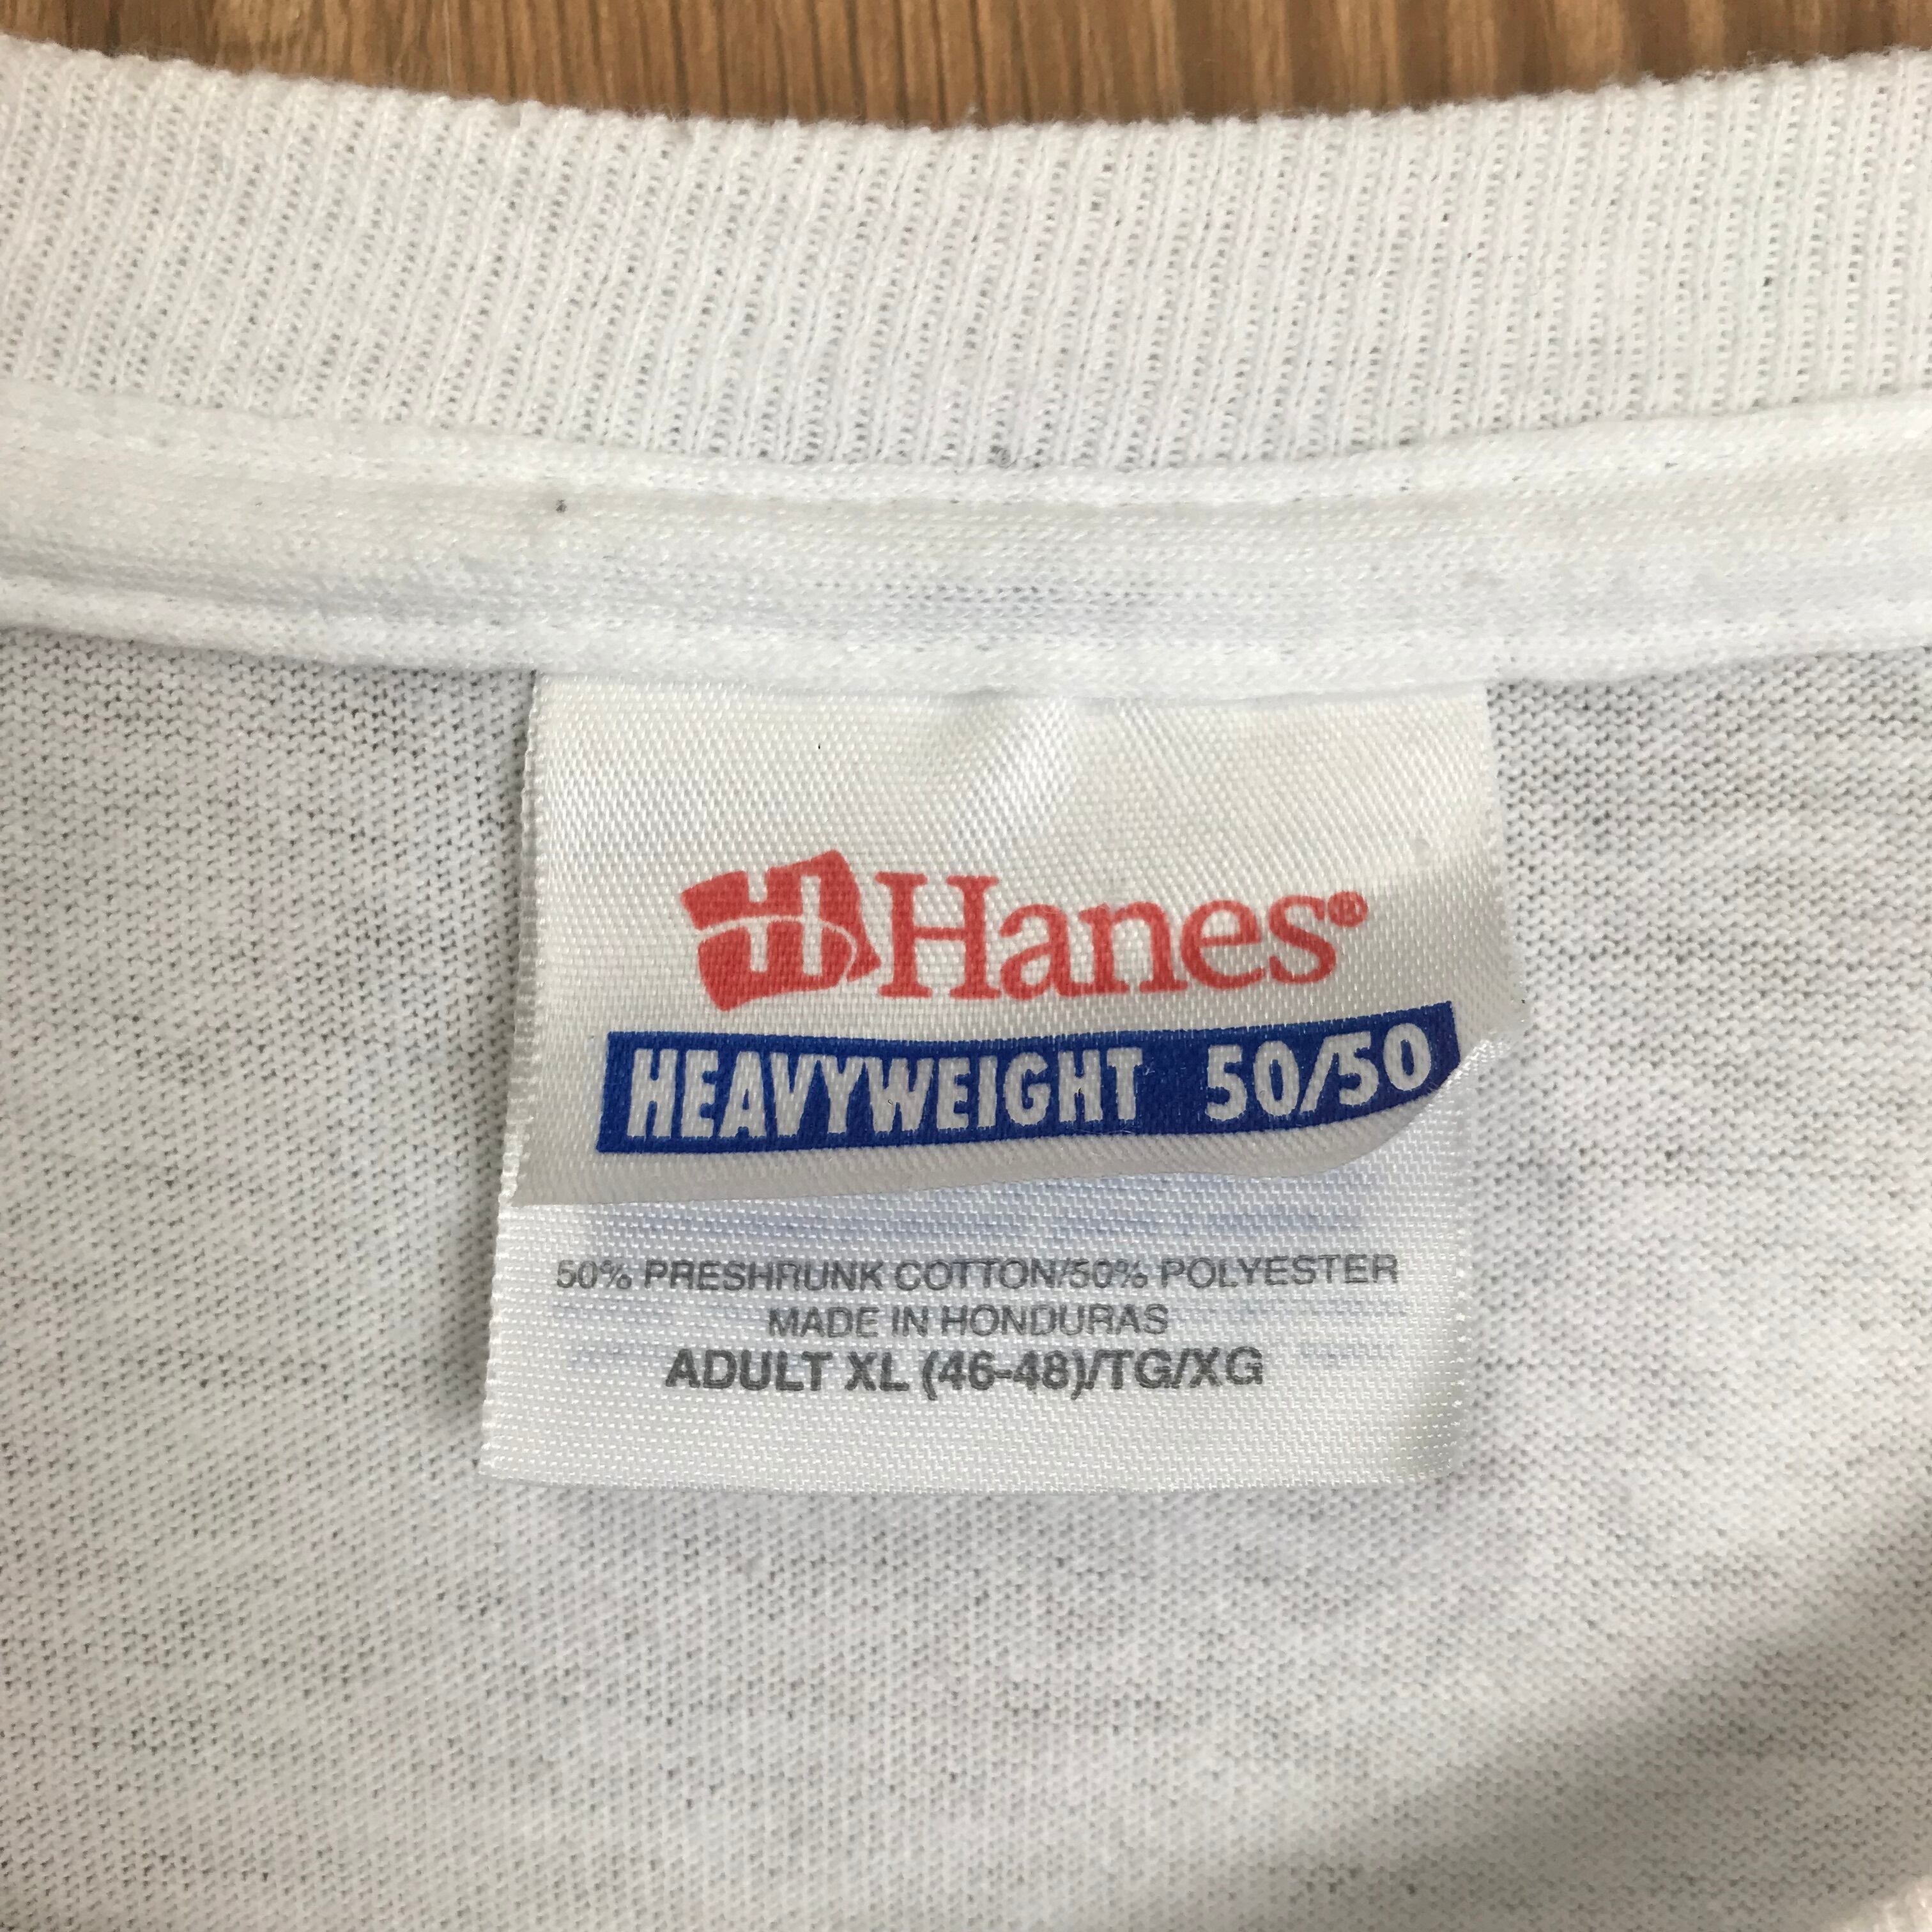 H Hanes®
HEAVYWEIGHT 50/50
50% PRESHRUNK COTTON/50% POLYESTER
MADE IN HONDURAS
ADULT XL (46-48)/TG/XG